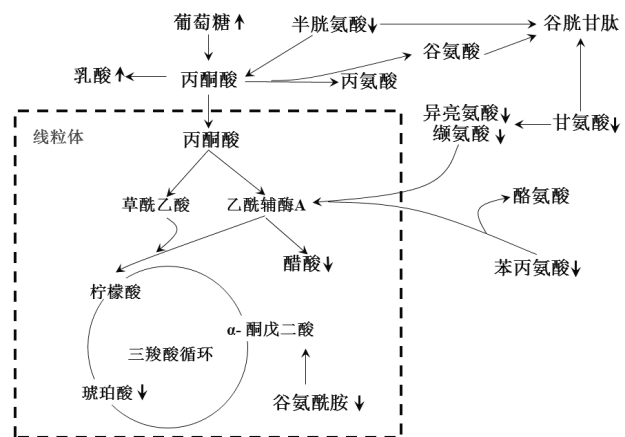 葡萄糖↑
半胱氨酸↓
谷胱甘肽
乳酸↑
丙酮酸
丙氨酸
谷氨酸
线粒体
丙酮酸
异亮氨酸↓
缬氨酸↓
甘氨酸↓
草酰乙酸
乙酰辅酶A
酪氨酸
醋酸↓
苯丙氨酸↓
柠檬酸
α-酮戊二酸
三羧酸循环
琥珀酸↓
谷氨酰胺↓